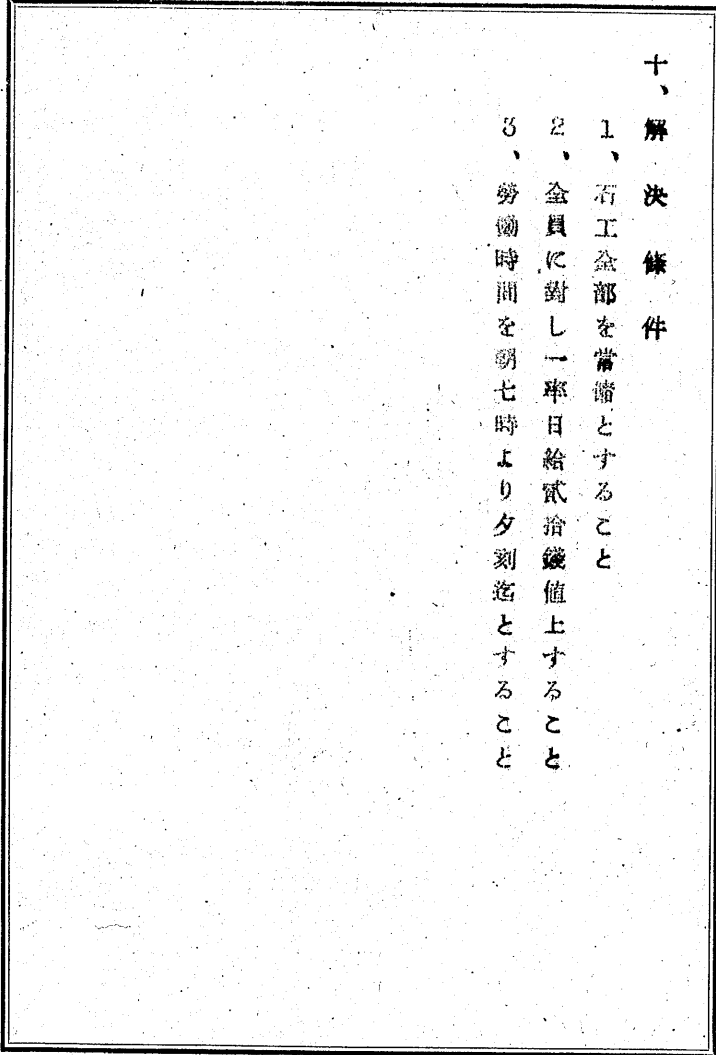 十、解決條件
1、石工全部を常傭とすること
2、全員に對し一率日給貳拾錢値上すること
3、勞働時間を朝七時より夕刻迄とすること